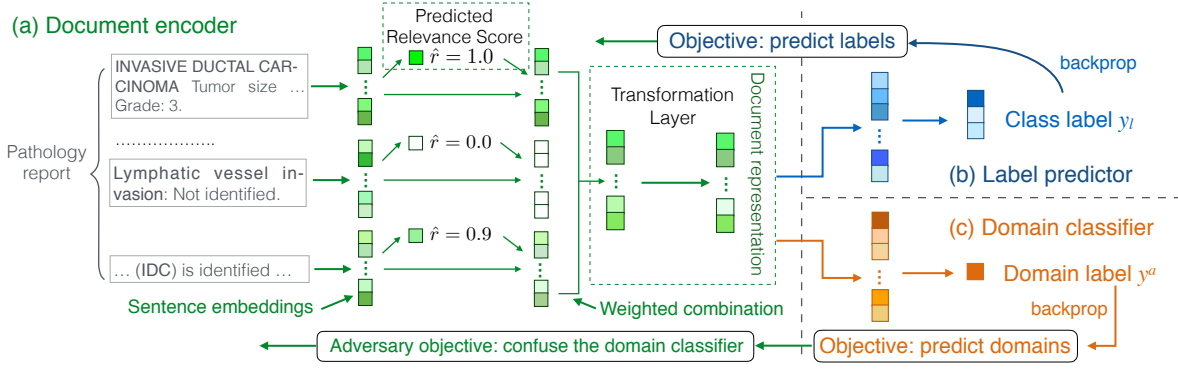 (a) Document encoder
Predicted
Relevance Score
r̂ = 1.0
Objective: predict labels
backprop
INVASIVE DUCTAL CAR-
CINOMA Tumor size ...
Grade: 3.
....................
Lymphatic vessel in-
vasion: Not identified.
... (IDC) is identified ...
Pathology
report
r̂ = 0.0
r̂ = 0.9
Sentence embeddings
Weighted combination
Transformation
Layer
Document representation
Class label y_l
(b) Label predictor
(c) Domain classifier
Domain label y^a
backprop
Objective: predict domains
Adversary objective: confuse the domain classifier